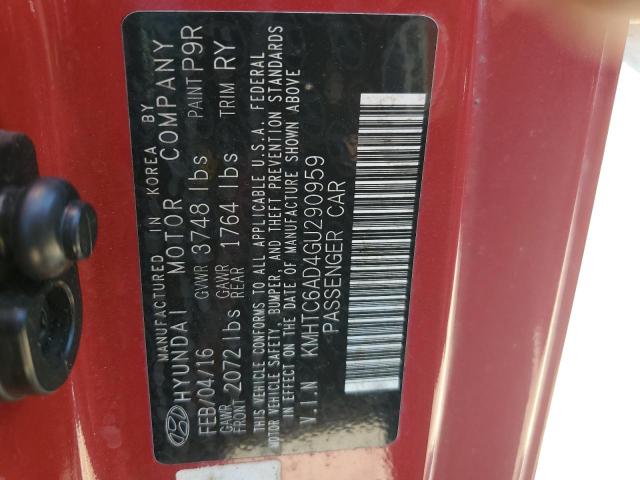 MANUFACTURED IN KOREA BY
HYUNDAI MOTOR COMPANY
FEB/04/16 GVWR 3748 lbs PAINT P9R
GAWR FRONT 2072 lbs GAWR REAR 1764 lbs TRIM RY
THIS VEHICLE CONFORMS TO ALL APPLICABLE U.S.A. FEDERAL
MOTOR VEHICLE SAFETY, BUMPER, AND THEFT PREVENTION STANDARDS
IN EFFECT ON THE DATE OF MANUFACTURE SHOWN ABOVE
V.I.N KMHTC6AD4GU290959
PASSENGER CAR